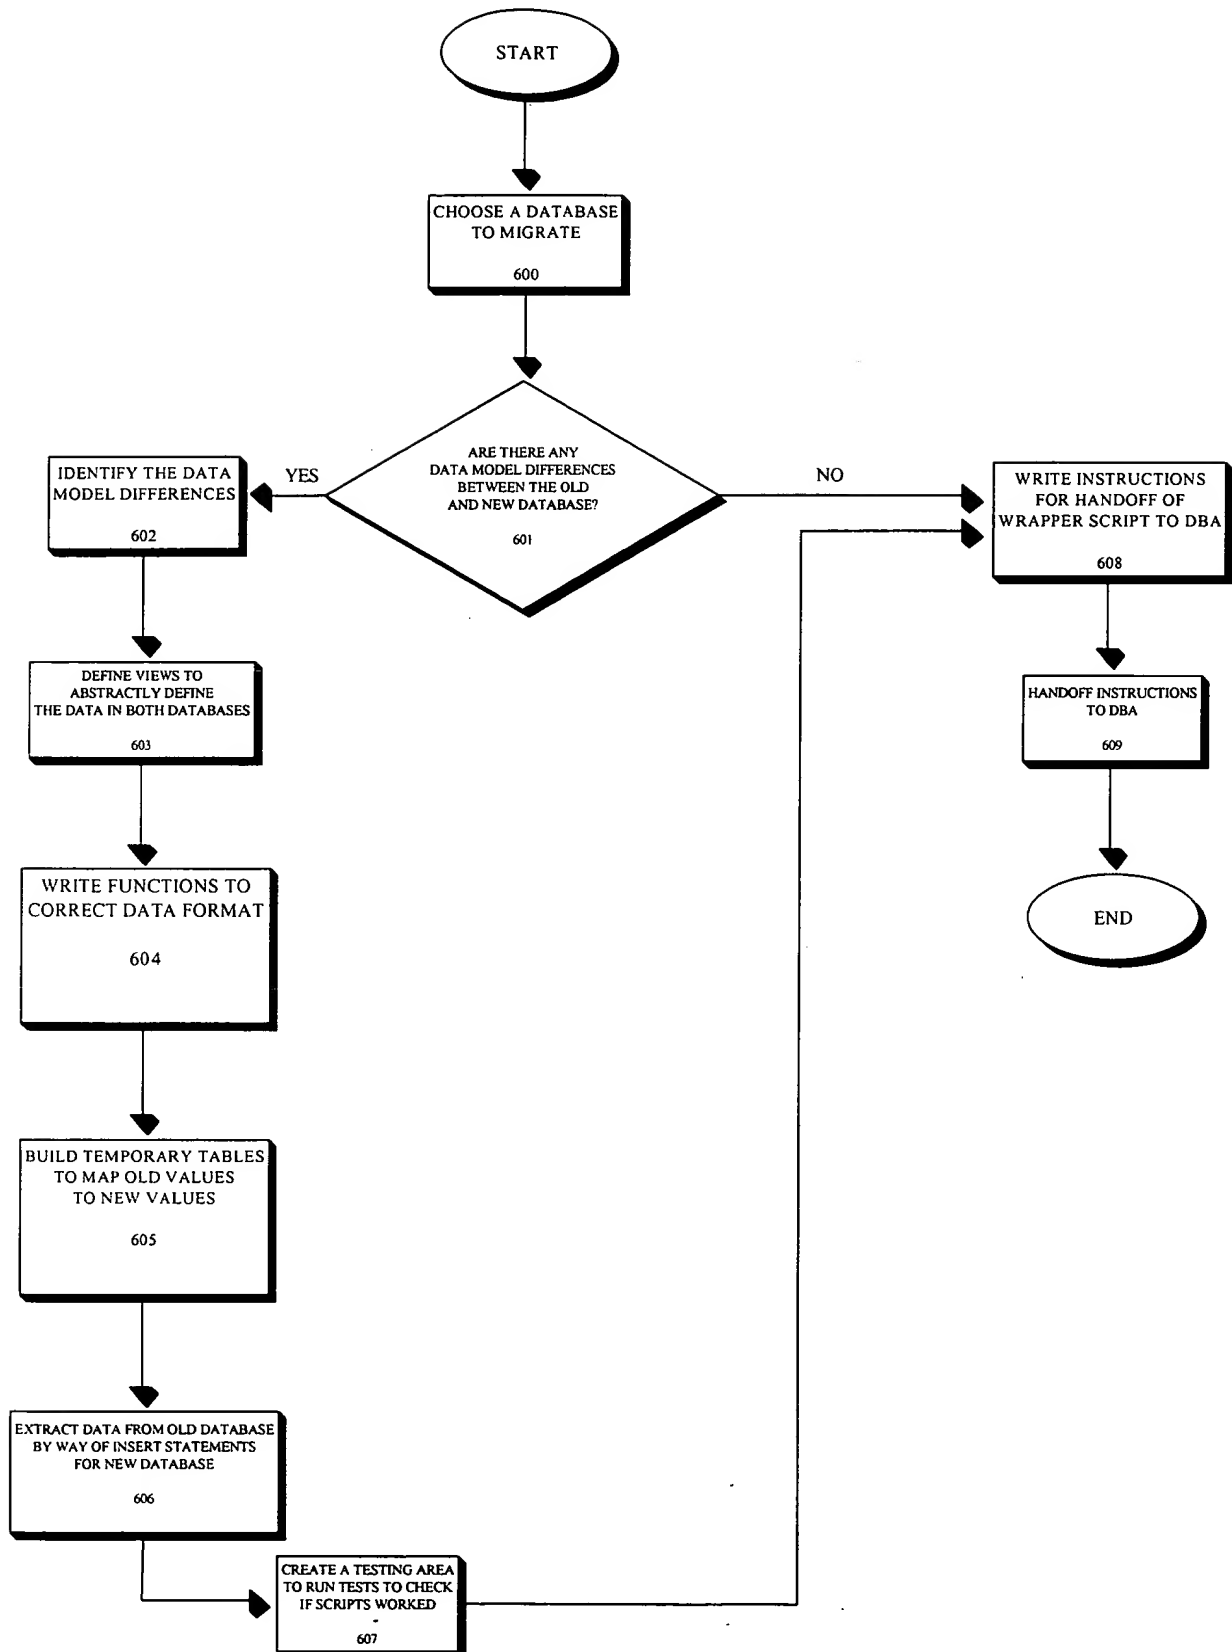 START
CHOOSE A DATABASE
TO MIGRATE
600
ARE THERE ANY
DATA MODEL DIFFERENCES
BETWEEN THE OLD
AND NEW DATABASE?
601
YES
NO
IDENTIFY THE DATA
MODEL DIFFERENCES
602
DEFINE VIEWS TO
ABSTRACTLY DEFINE
THE DATA IN BOTH DATABASES
603
WRITE FUNCTIONS TO
CORRECT DATA FORMAT
604
BUILD TEMPORARY TABLES
TO MAP OLD VALUES
TO NEW VALUES
605
EXTRACT DATA FROM OLD DATABASE
BY WAY OF INSERT STATEMENTS
FOR NEW DATABASE
606
CREATE A TESTING AREA
TO RUN TESTS TO CHECK
IF SCRIPTS WORKED
607
WRITE INSTRUCTIONS
FOR HANDOFF OF
WRAPPER SCRIPT TO DBA
608
HANDOFF INSTRUCTIONS
TO DBA
609
END